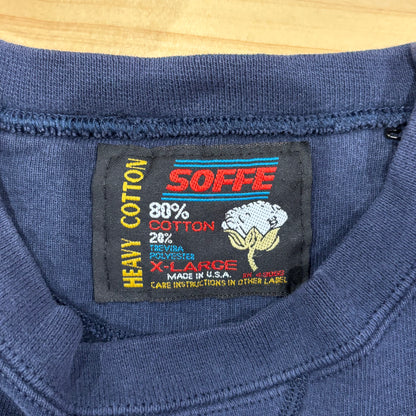 HEAVY COTTON
SOFFE
80%
COTTON
20%
TREVIRA
POLYESTER
X-LARGE
MADE IN U.S.A.
CARE INSTRUCTIONS IN OTHER LABEL